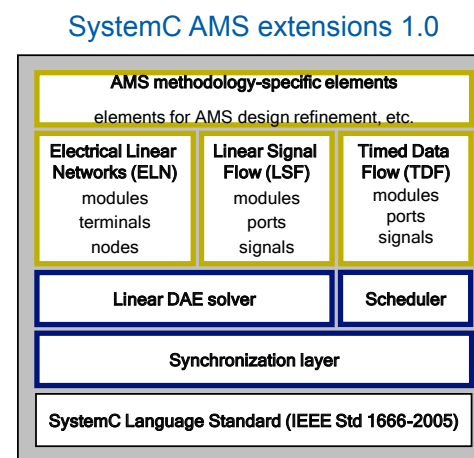 SystemC AMS extensions 1.0
AMS methodology-specific elements
elements for AMS design refinement, etc.
Electrical Linear
Networks (ELN)
modules
terminals
nodes
Linear Signal
Flow (LSF)
modules
ports
signals
Timed Data
Flow (TDF)
modules
ports
signals
Linear DAE solver
Scheduler
Synchronization layer
SystemC Language Standard (IEEE Std 1666-2005)